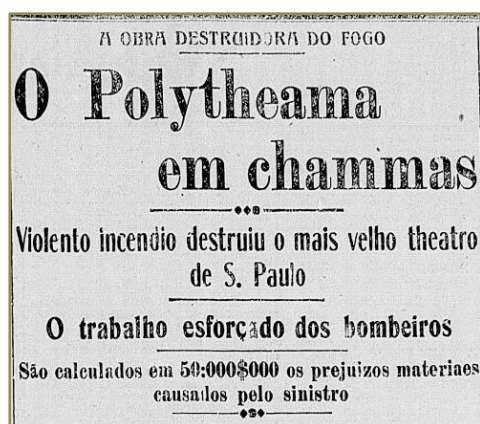 A OBRA DESTRUIDORA DO FOGO
O Polytheama
em chammas
Violento incendio destruiu o mais velho theatro
de S. Paulo
O trabalho esforçado dos bombeiros
São calculados em 50:000$000 os prejuizos materiaes
causados pelo sinistro